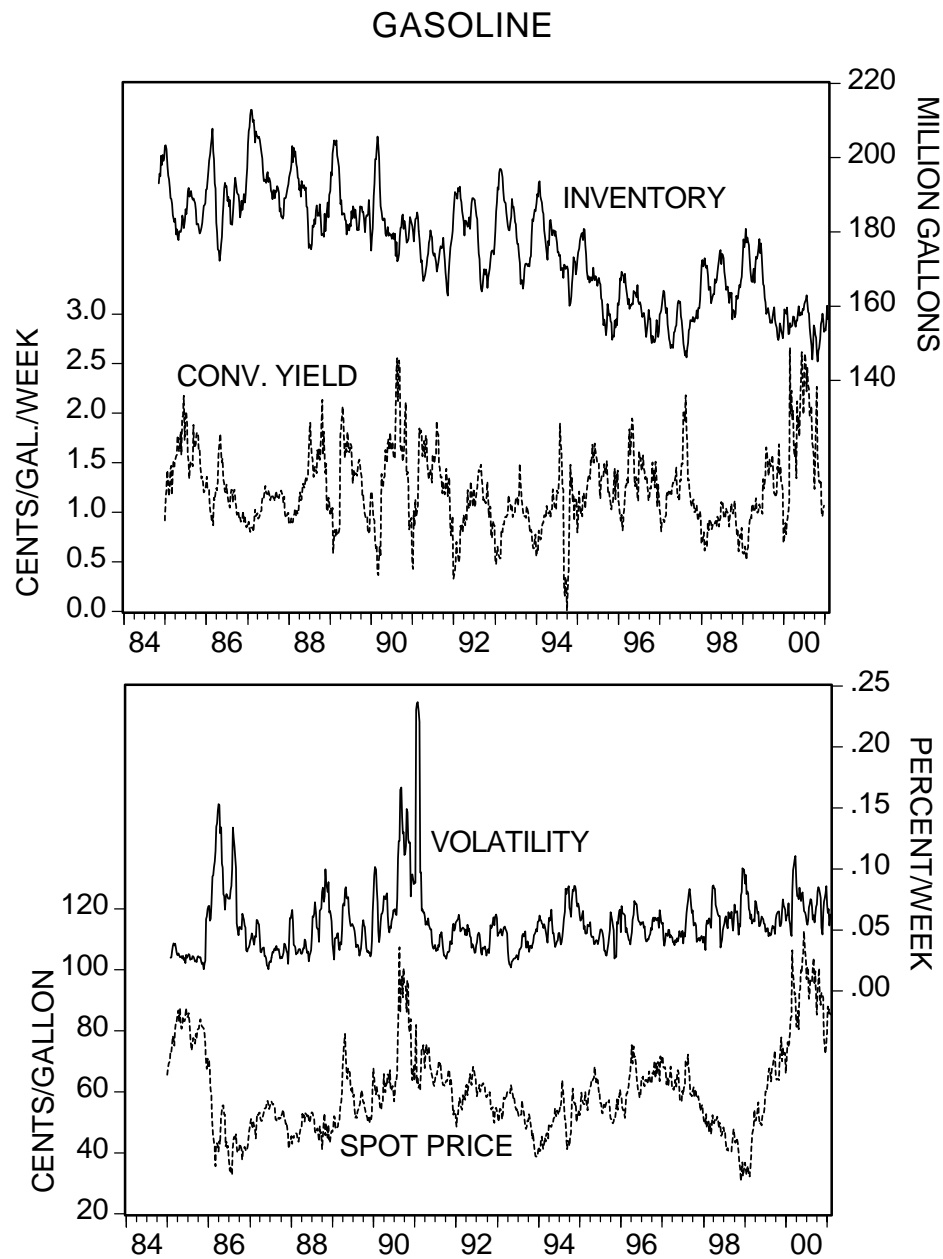 GASOLINE
220
200
180
160
140
MILLION GALLONS
INVENTORY
3.0
2.5
2.0
1.5
1.0
0.5
0.0
CENTS/GAL./WEEK
CONV. YIELD
84 86 88 90 92 94 96 98 00
.25
.20
.15
.10
.05
.00
PERCENT/WEEK
VOLATILITY
120
100
80
60
40
20
CENTS/GALLON
SPOT PRICE
84 86 88 90 92 94 96 98 00